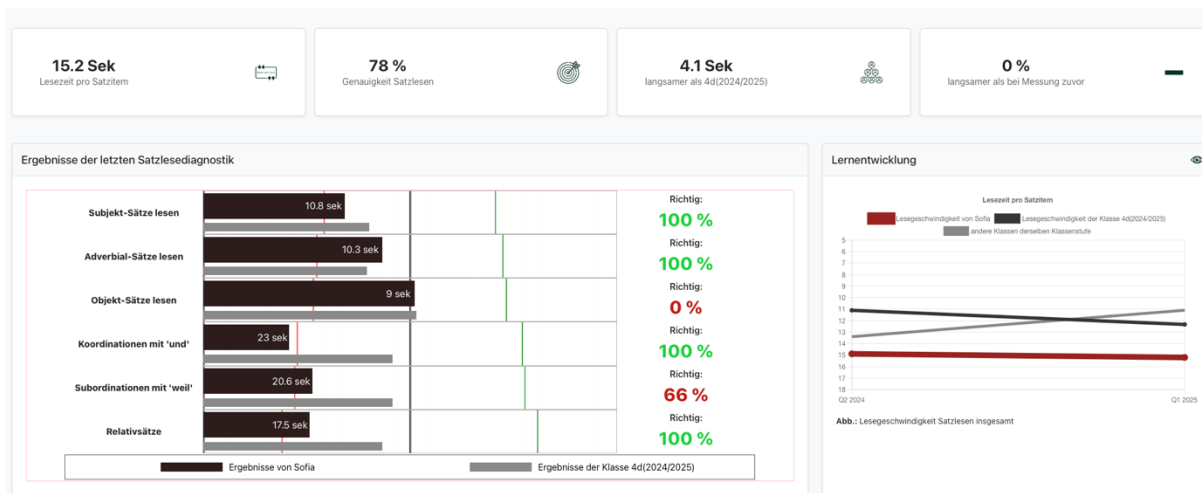 15.2 Sek
Lesezeit pro Satzitem
78 %
Genauigkeit Satzlesen
4.1 Sek
langsamer als 4d(2024/2025)
0 %
langsamer als bei Messung zuvor
Ergebnisse der letzten Satzlesediagnostik
Subjekt-Sätze lesen
10.8 sek
Richtig:
100 %
Adverbial-Sätze lesen
10.3 sek
Richtig:
100 %
Objekt-Sätze lesen
9 sek
Richtig:
0 %
Koordinationen mit 'und'
23 sek
Richtig:
100 %
Subordinationen mit 'weil'
20.6 sek
Richtig:
66 %
Relativsätze
17.5 sek
Richtig:
100 %
Ergebnisse von Sofia
Ergebnisse der Klasse 4d(2024/2025)
Lernentwicklung
Lesezeit pro Satzitem
Lesegeschwindigkeit von Sofia
Lesegeschwindigkeit der Klasse 4d(2024/2025)
andere Klassen derselben Klassenstufe
5
6
7
8
9
10
11
12
13
14
15
16
17
18
Q2 2024
Q1 2025
Abb.: Lesegeschwindigkeit Satzlesen insgesamt